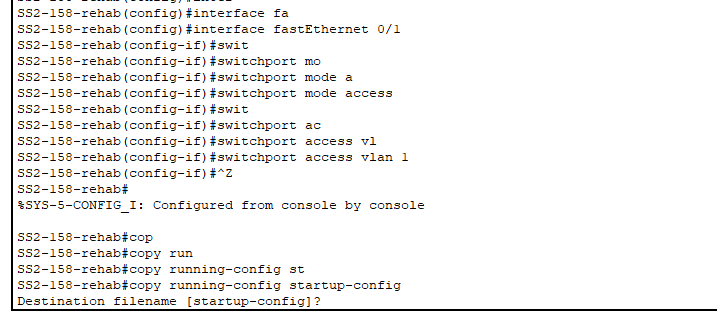 SS2-158-rehab(config)#interface fa
SS2-158-rehab(config)#interface fastEthernet 0/1
SS2-158-rehab(config-if)#swit
SS2-158-rehab(config-if)#switchport mo
SS2-158-rehab(config-if)#switchport mode a
SS2-158-rehab(config-if)#switchport mode access
SS2-158-rehab(config-if)#swit
SS2-158-rehab(config-if)#switchport ac
SS2-158-rehab(config-if)#switchport access vl
SS2-158-rehab(config-if)#switchport access vlan 1
SS2-158-rehab(config-if)#^Z
SS2-158-rehab#
%SYS-5-CONFIG_I: Configured from console by console
SS2-158-rehab#cop
SS2-158-rehab#copy run
SS2-158-rehab#copy running-config st
SS2-158-rehab#copy running-config startup-config
Destination filename [startup-config]?